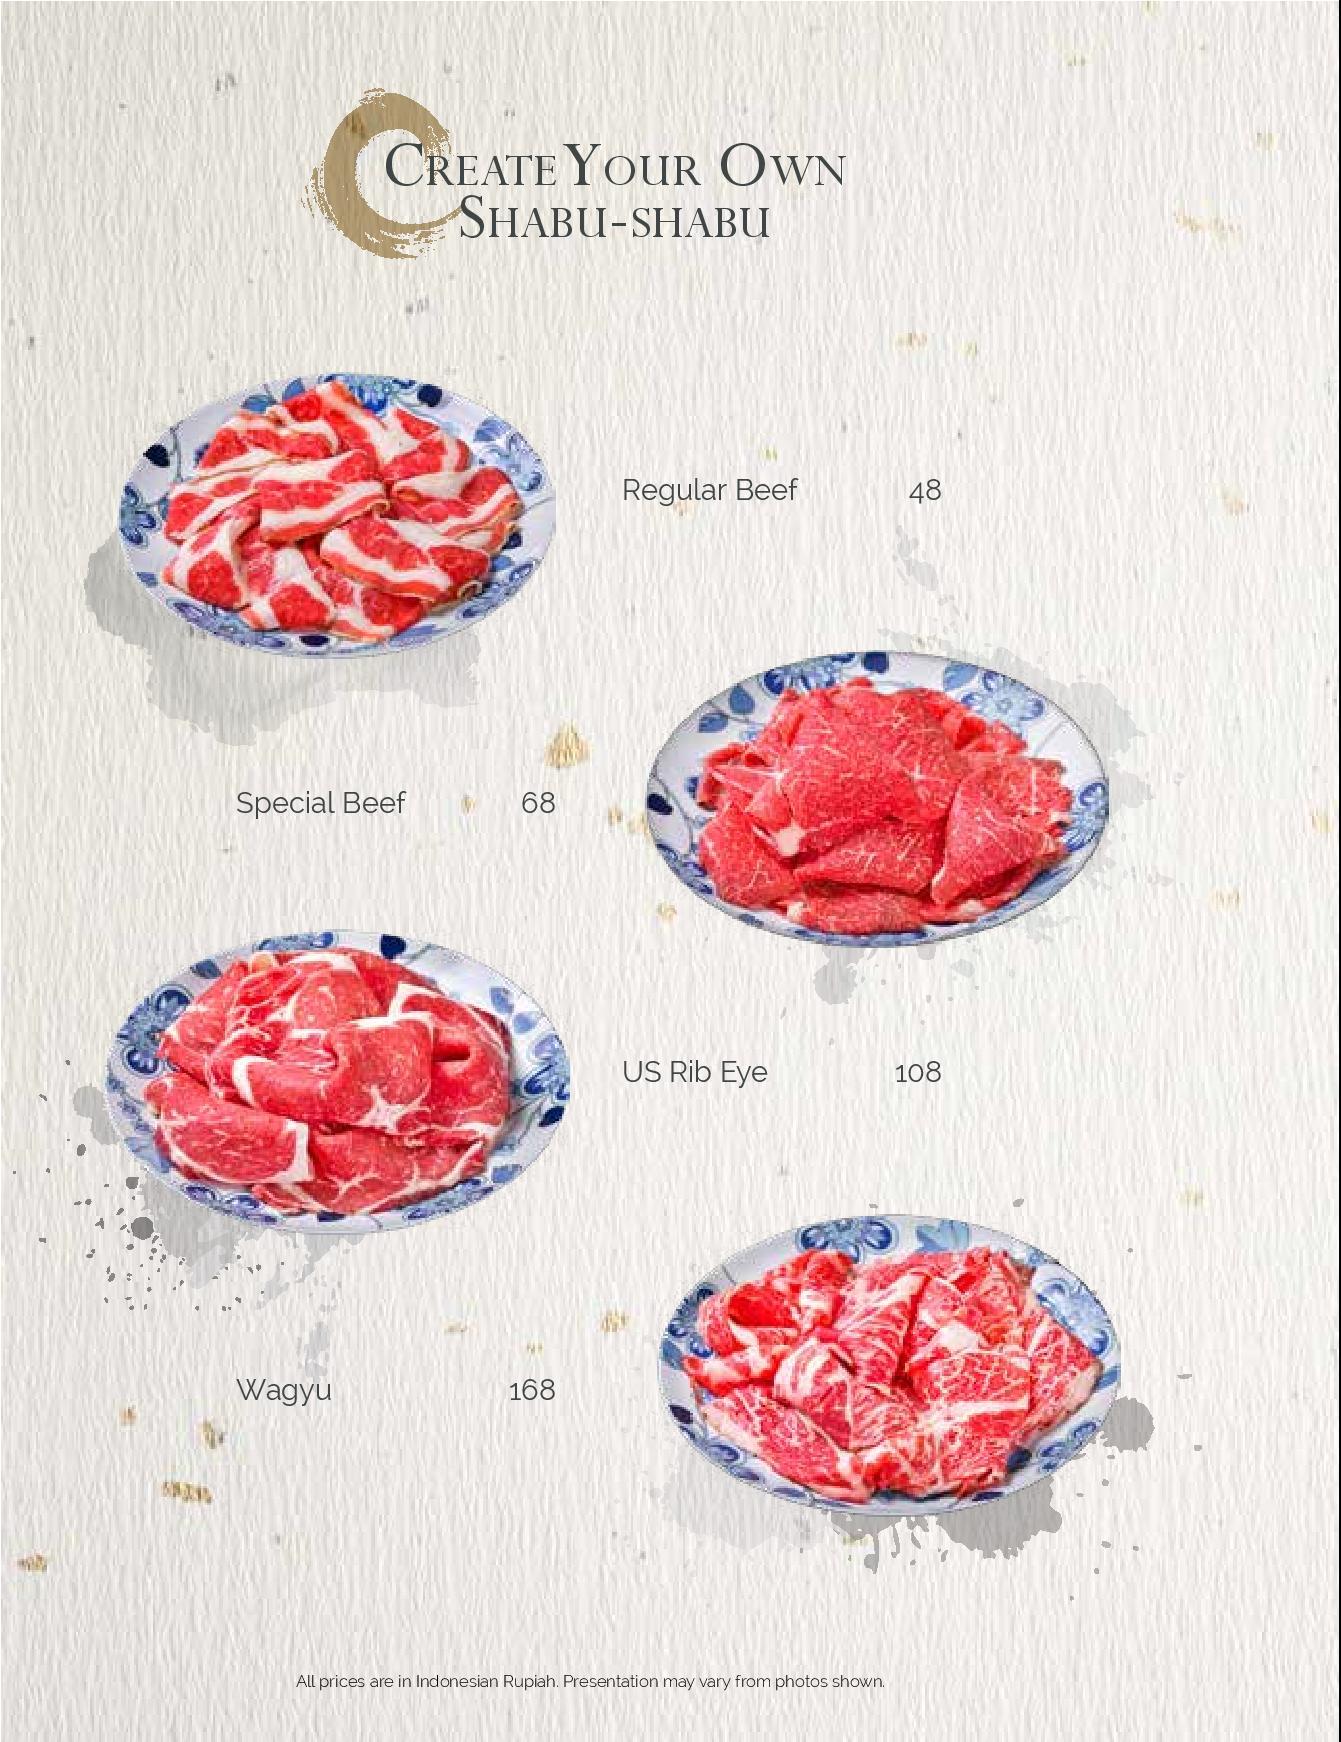 Create Your Own
Shabu-shabu
Regular Beef 48
Special Beef 68
US Rib Eye 108
Wagyu 168
All prices are in Indonesian Rupiah. Presentation may vary from photos shown.